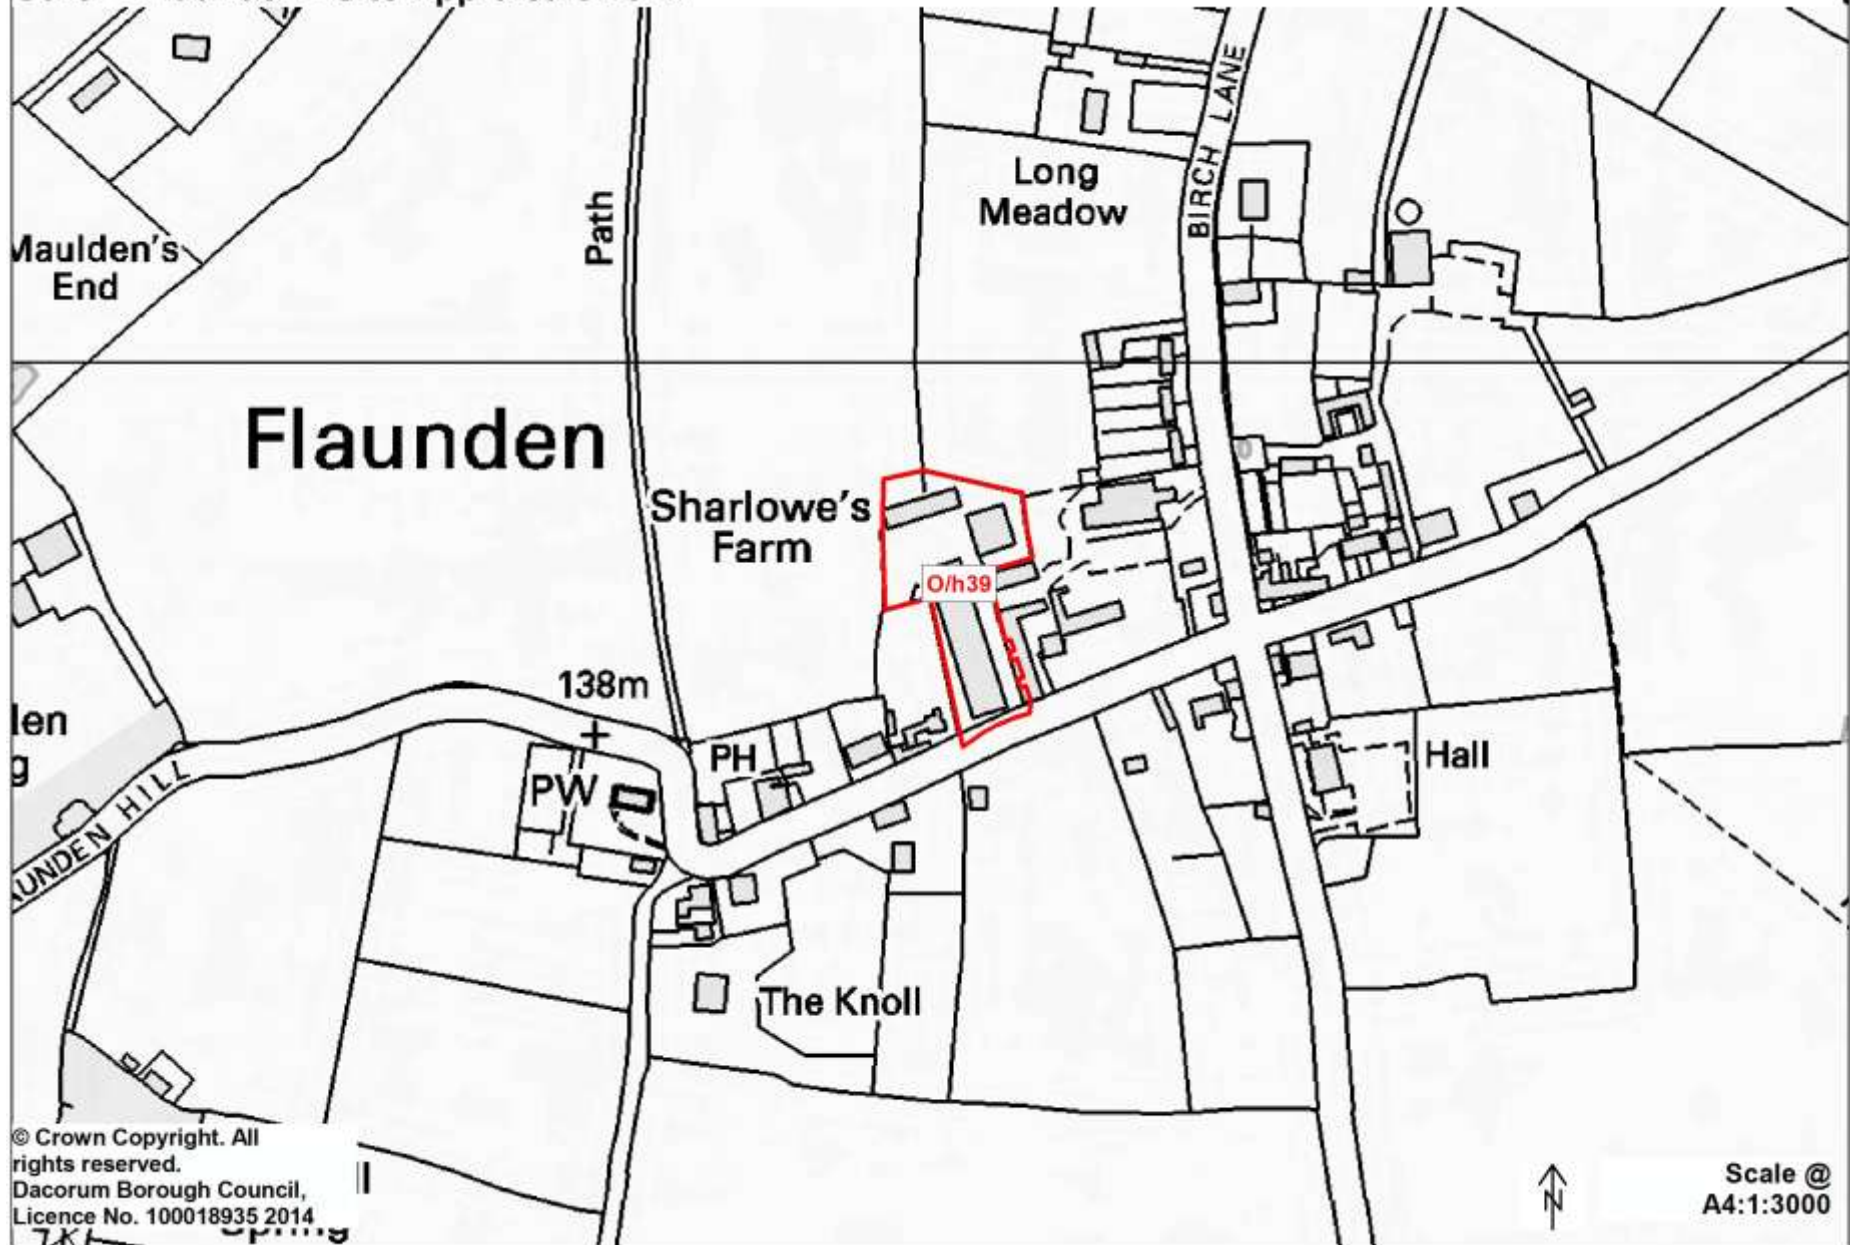 Path
Long
Meadow
BIRCH LANE
Maulden's
End
Flaunden
Sharlowe's
Farm
O/h39
138m
PH
PW
Hall
HILL
The Knoll
© Crown Copyright. All
rights reserved.
Dacorum Borough Council,
Licence No. 100018935 2014
Scale @
A4:1:3000
N